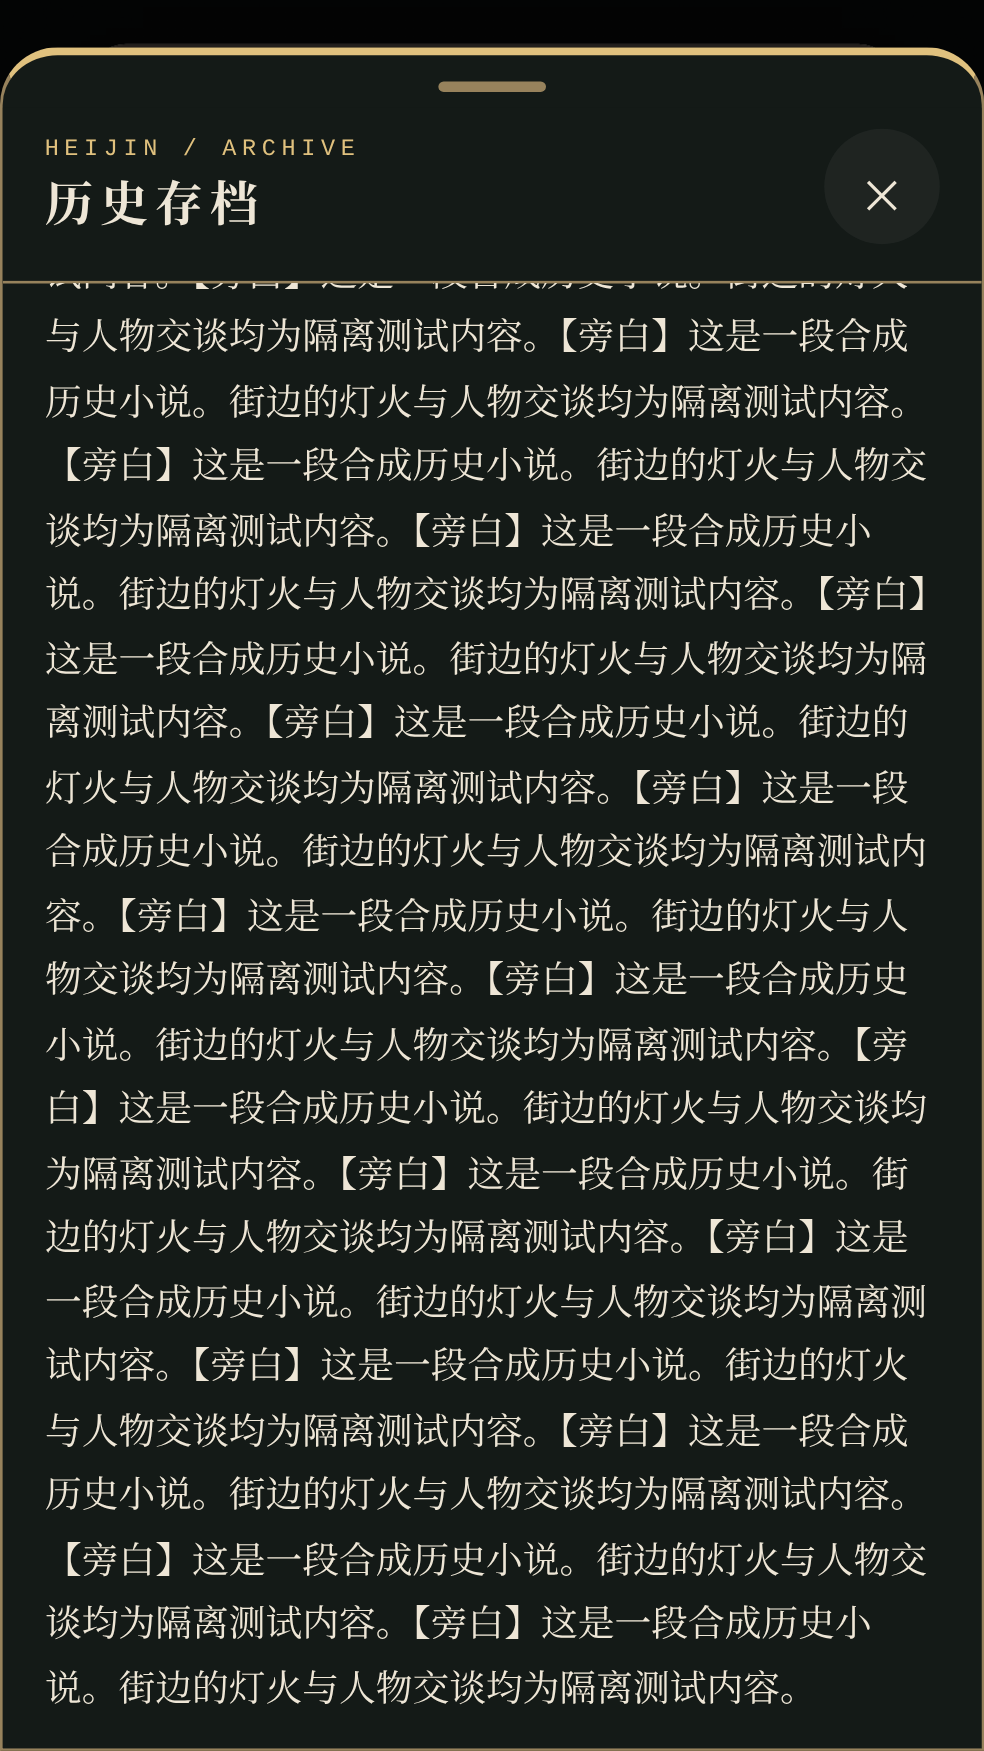 HEIJIN / ARCHIVE
历史存档
试内容。【旁白】这是一段合成历史小说。街边的灯火
与人物交谈均为隔离测试内容。【旁白】这是一段合成
历史小说。街边的灯火与人物交谈均为隔离测试内容。
【旁白】这是一段合成历史小说。街边的灯火与人物交
谈均为隔离测试内容。【旁白】这是一段合成历史小
说。街边的灯火与人物交谈均为隔离测试内容。【旁白】
这是一段合成历史小说。街边的灯火与人物交谈均为隔
离测试内容。【旁白】这是一段合成历史小说。街边的
灯火与人物交谈均为隔离测试内容。【旁白】这是一段
合成历史小说。街边的灯火与人物交谈均为隔离测试内
容。【旁白】这是一段合成历史小说。街边的灯火与人
物交谈均为隔离测试内容。【旁白】这是一段合成历史
小说。街边的灯火与人物交谈均为隔离测试内容。【旁
白】这是一段合成历史小说。街边的灯火与人物交谈均
为隔离测试内容。【旁白】这是一段合成历史小说。街
边的灯火与人物交谈均为隔离测试内容。【旁白】这是
一段合成历史小说。街边的灯火与人物交谈均为隔离测
试内容。【旁白】这是一段合成历史小说。街边的灯火
与人物交谈均为隔离测试内容。【旁白】这是一段合成
历史小说。街边的灯火与人物交谈均为隔离测试内容。
【旁白】这是一段合成历史小说。街边的灯火与人物交
谈均为隔离测试内容。【旁白】这是一段合成历史小
说。街边的灯火与人物交谈均为隔离测试内容。